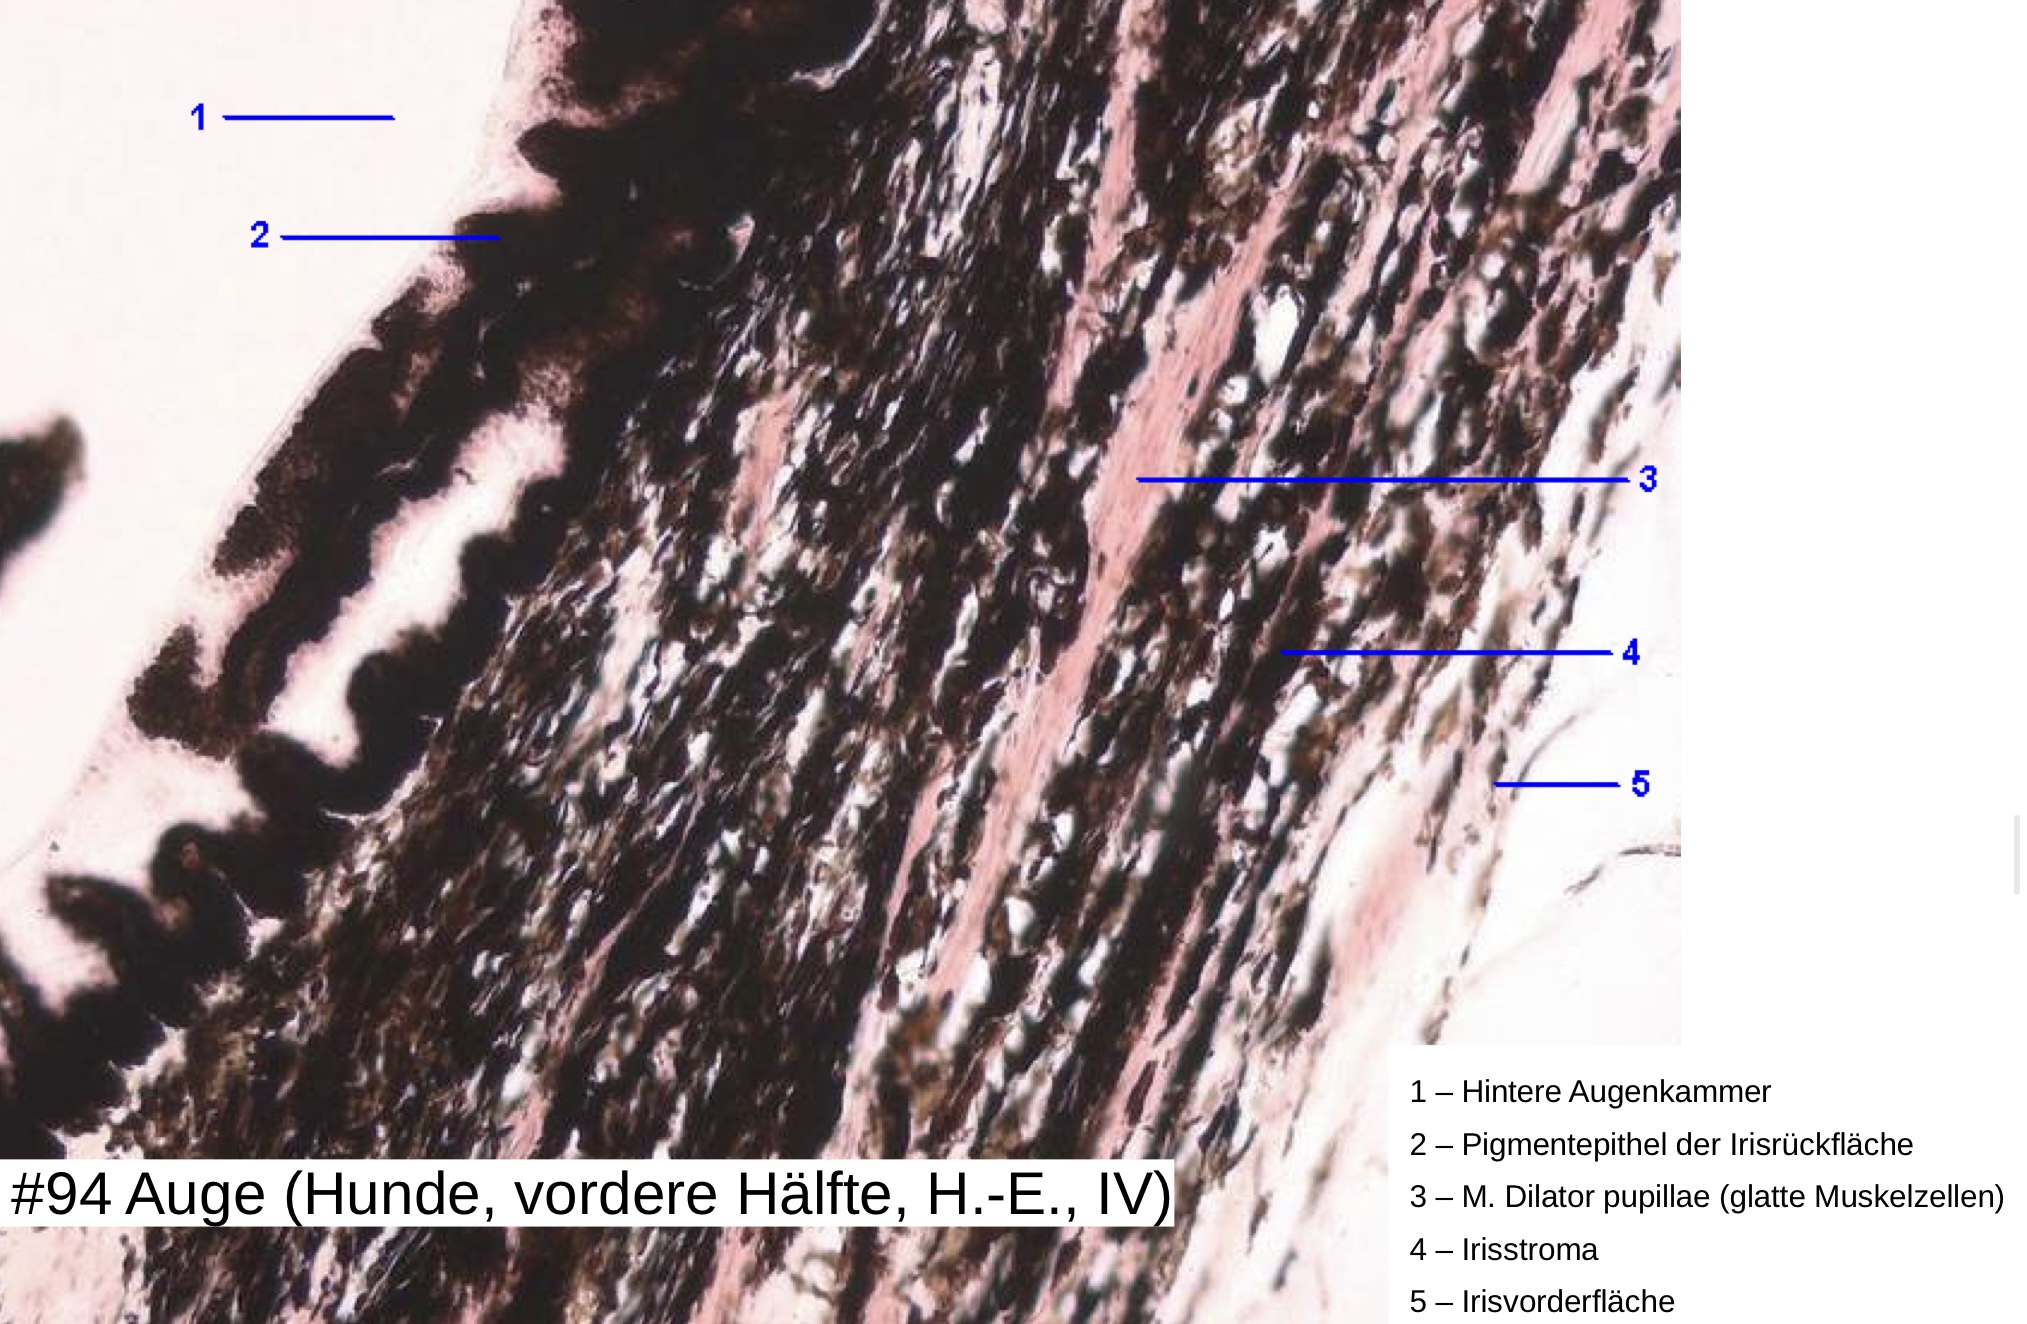 1
2
3
4
5
1 – Hintere Augenkammer
2 – Pigmentepithel der Irisrückfläche
#94 Auge (Hunde, vordere Hälfte, H.-E., IV)
3 – M. Dilator pupillae (glatte Muskelzellen)
4 – Irisstroma
5 – Irisvorderfläche